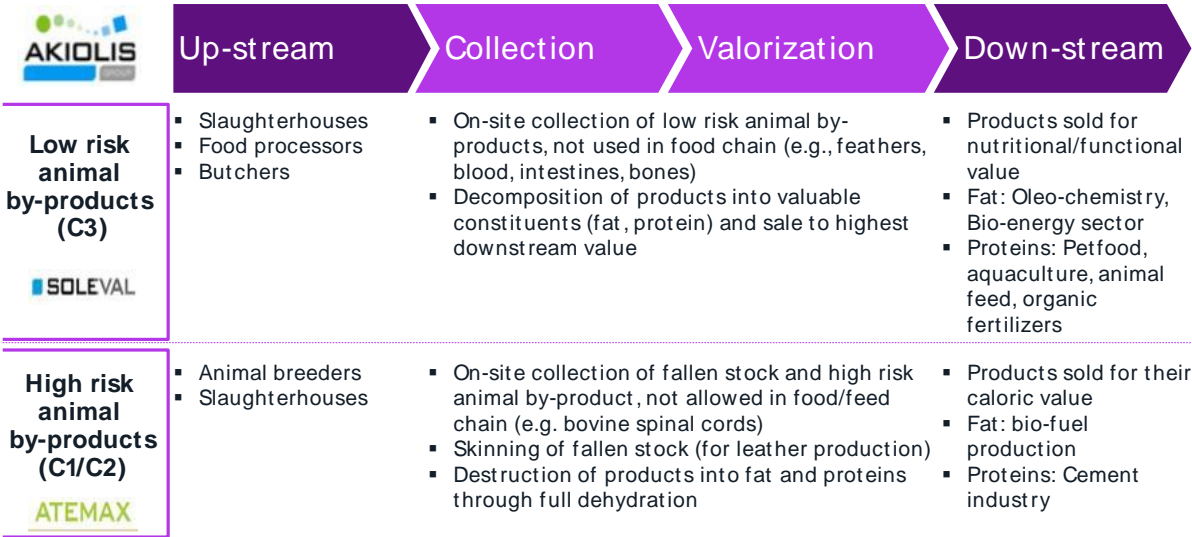 AKIOLIS
GROUP
Up-stream
Collection
Valorization
Down-stream
Low risk
animal
by-products
(C3)
SOLEVAL
▪ Slaughterhouses
▪ Food processors
▪ Butchers
▪ On-site collection of low risk animal by-
products, not used in food chain (e.g., feathers,
blood, intestines, bones)
▪ Decomposition of products into valuable
constituents (fat, protein) and sale to highest
downstream value
▪ Products sold for
nutritional/functional
value
▪ Fat: Oleo-chemistry,
Bio-energy sector
▪ Proteins: Petfood,
aquaculture, animal
feed, organic
fertilizers
High risk
animal
by-products
(C1/C2)
ATEMAX
▪ Animal breeders
▪ Slaughterhouses
▪ On-site collection of fallen stock and high risk
animal by-product, not allowed in food/feed
chain (e.g. bovine spinal cords)
▪ Skinning of fallen stock (for leather production)
▪ Destruction of products into fat and proteins
through full dehydration
▪ Products sold for their
caloric value
▪ Fat: bio-fuel
production
▪ Proteins: Cement
industry